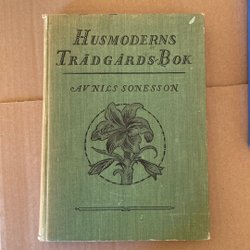 HUSMODERNS
TRÄDGÅRDS-BOK
AV NILS SONESSON